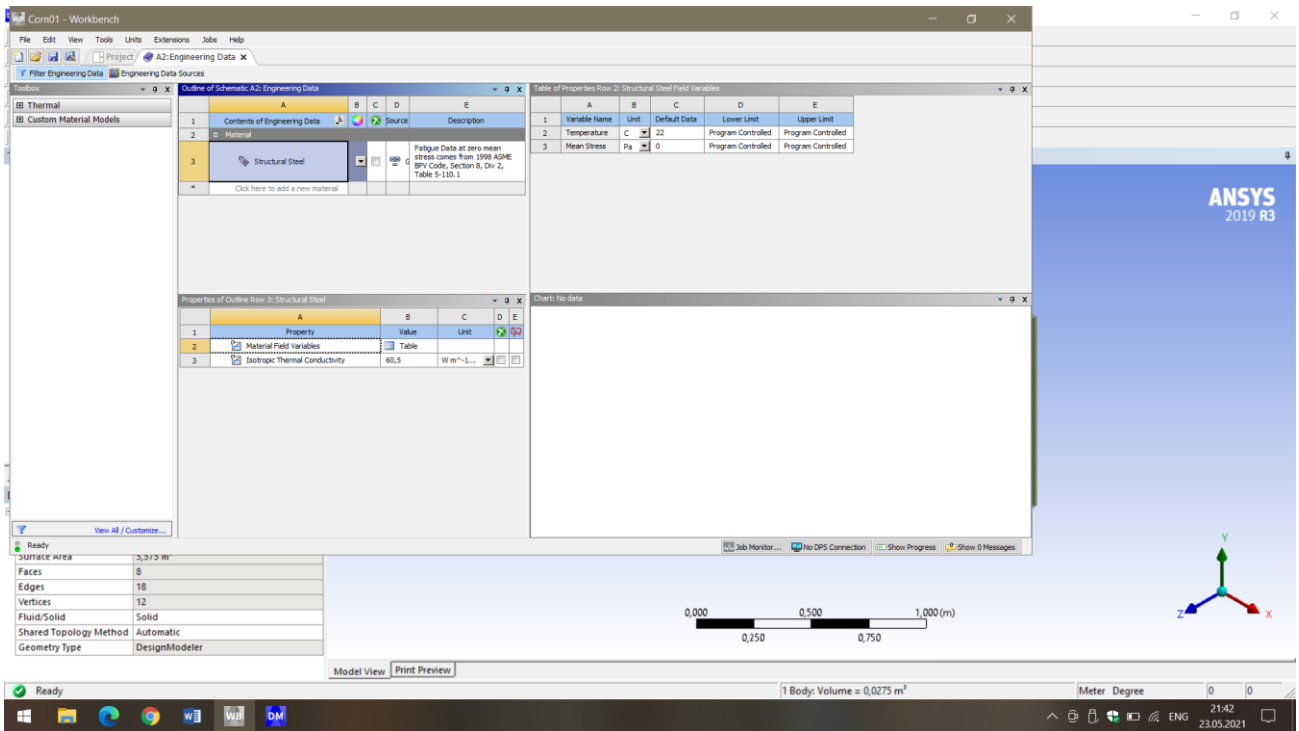 Corn01 - Workbench
File Edit View Tools Units Extensions Jobs Help
Project A2:Engineering Data
Filter Engineering Data Engineering Data Sources
Toolbox
Thermal
Custom Material Models
View All / Customize...
Outline of Schematic A2: Engineering Data
A B C D E
1 Contents of Engineering Data Source Description
2 Material
3 Structural Steel Fatigue Data at zero mean
stress comes from 1998 ASME
BPV Code, Section 8, Div 2,
Table 5-110.1
* Click here to add a new material
Table of Properties Row 2: Structural Steel Field Variables
A B C D E
1 Variable Name Unit Default Data Lower Limit Upper Limit
2 Temperature C 22 Program Controlled Program Controlled
3 Mean Stress Pa 0 Program Controlled Program Controlled
Properties of Outline Row 3: Structural Steel
A B C D E
1 Property Value Unit
2 Material Field Variables Table
3 Isotropic Thermal Conductivity 60,5 W m^-1...
Chart: No data
ANSYS
2019 R3
Ready
Job Monitor... No DPS Connection Show Progress Show 0 Messages
Surface Area 5,575 m²
Faces 8
Edges 18
Vertices 12
Fluid/Solid Solid
Shared Topology Method Automatic
Geometry Type DesignModeler
0,000 0,500 1,000 (m)
0,250 0,750
Y
Z X
Model View Print Preview
Ready 1 Body: Volume = 0,0275 m³ Meter Degree 0 0
WB DM
ENG
21:42
23.05.2021